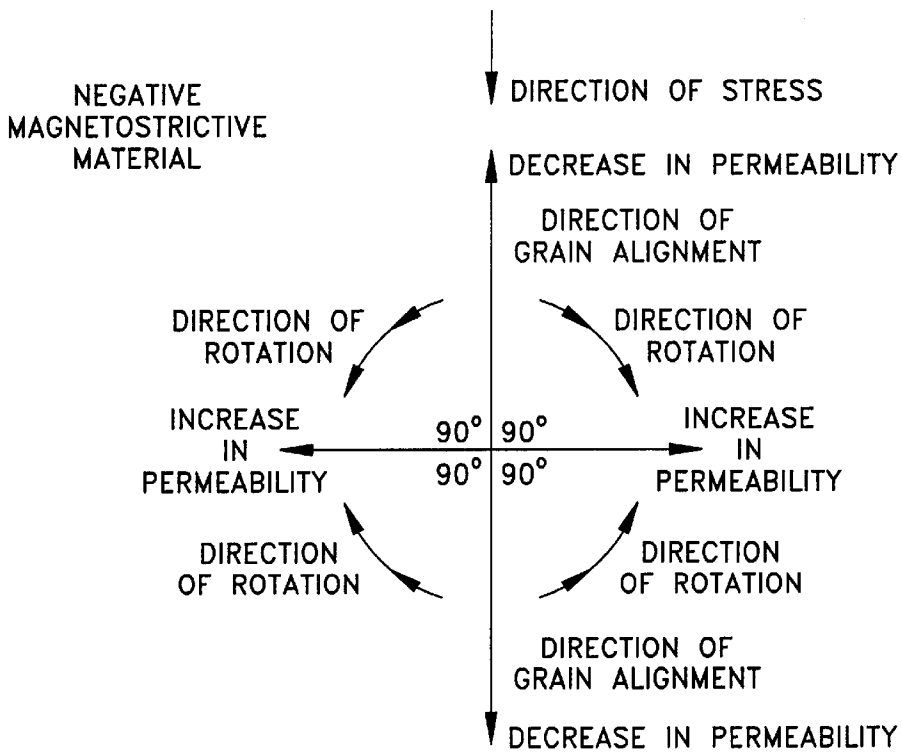 NEGATIVE
MAGNETOSTRICTIVE
MATERIAL
DIRECTION OF STRESS
DECREASE IN PERMEABILITY
DIRECTION OF
GRAIN ALIGNMENT
DIRECTION OF
ROTATION
DIRECTION OF
ROTATION
INCREASE
IN
PERMEABILITY
90° 90°
90° 90°
INCREASE
IN
PERMEABILITY
DIRECTION
OF ROTATION
DIRECTION
OF ROTATION
DIRECTION OF
GRAIN ALIGNMENT
DECREASE IN PERMEABILITY